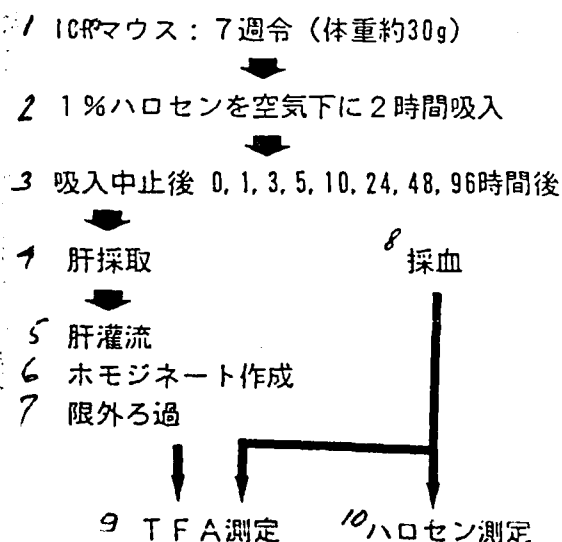 1 ICR♂マウス：7週令（体重約30g）
2 1％ハロセンを空気下に2時間吸入
3 吸入中止後 0, 1, 3, 5, 10, 24, 48, 96時間後
4 肝採取
8 採血
5 肝灌流
6 ホモジネート作成
7 限外ろ過
9 TFA測定
10 ハロセン測定